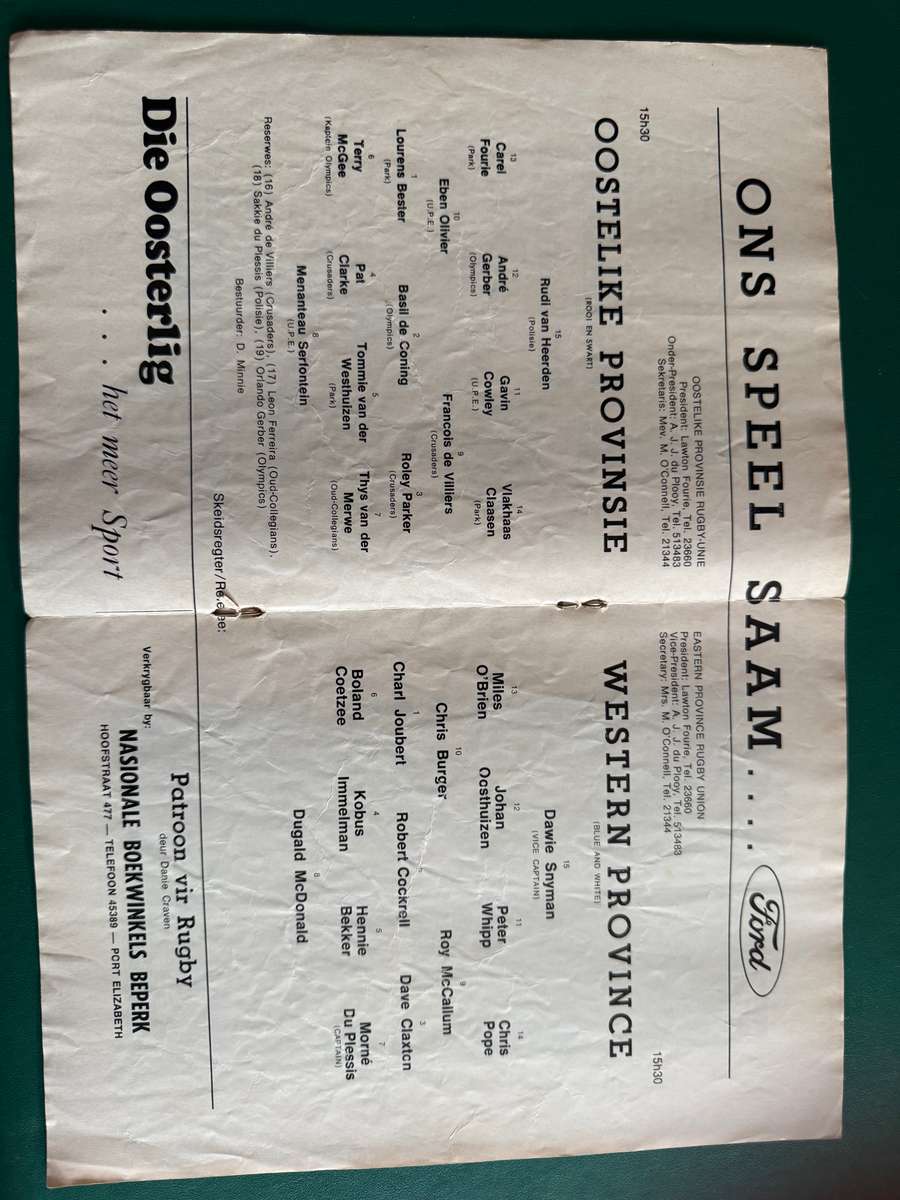 ONS SPEEL SAAM . . . . Ford
OOSTELIKE PROVINSIE RUGBY-UNIE
President: Lawton Fourie, Tel. 23660
Onder-President: A. J. J. du Plooy, Tel. 513483
Sekretaris: Mev. M. O'Connell, Tel. 21344
15h30
OOSTELIKE PROVINSIE
(ROOI EN SWART)
15
Rudi van Heerden
(Polisie)
13 12 11 14
Carel André Gavin Vlakhaas
Fourie Gerber Cowley Claasen
(Park) (Olympics) (U.P.E.) (Park)
10 9
Eben Olivier Francois de Villiers
(U.P.E.) (Crusaders)
1 2 3
Lourens Bester Basil de Coning Roley Parker
(Park) (Olympics) (Crusaders)
6 4 5 7
Terry Pat Tommie van der Thys van der
McGee Clarke Westhuizen Merwe
(Kaptein Olympics) (Crusaders) (Park) (Oud-Collegians)
8
Menanteau Serfontein
(U.P.E.)
Reserwes: (16) André de Villiers (Crusaders), (17) Leon Ferreira (Oud-Collegians),
(18) Sakkie du Plessis (Polisie), (19) Orlando Gerber (Olympics)
Bestuurder: D. Minnie
EASTERN PROVINCE RUGBY UNION
President: Lawton Fourie, Tel. 23660
Vice-President: A. J. J. du Plooy, Tel. 513483
Secretary: Mrs. M. O'Connell, Tel. 21344
15h30
WESTERN PROVINCE
(BLUE AND WHITE)
15
Dawie Snyman
(VICE CAPTAIN)
13 12 11 14
Miles Johan Peter Chris
O'Brien Oosthuizen Whipp Pope
10 9
Chris Burger Roy McCallum
1 3
Charl Joubert Robert Cockrell Dave Claxton
6 4 5 7
Boland Kobus Hennie Morné
Coetzee Immelman Bekker Du Plessis
(CAPTAIN)
8
Dugald McDonald
Skeidsregter/Referee:
Die Oosterlig
. . . het meer Sport
Patroon vir Rugby
deur Danie Craven
Verkrygbaar by:
NASIONALE BOEKWINKELS BEPERK
HOOFSTRAAT 477 — TELEFOON 45389 — PORT ELIZABETH